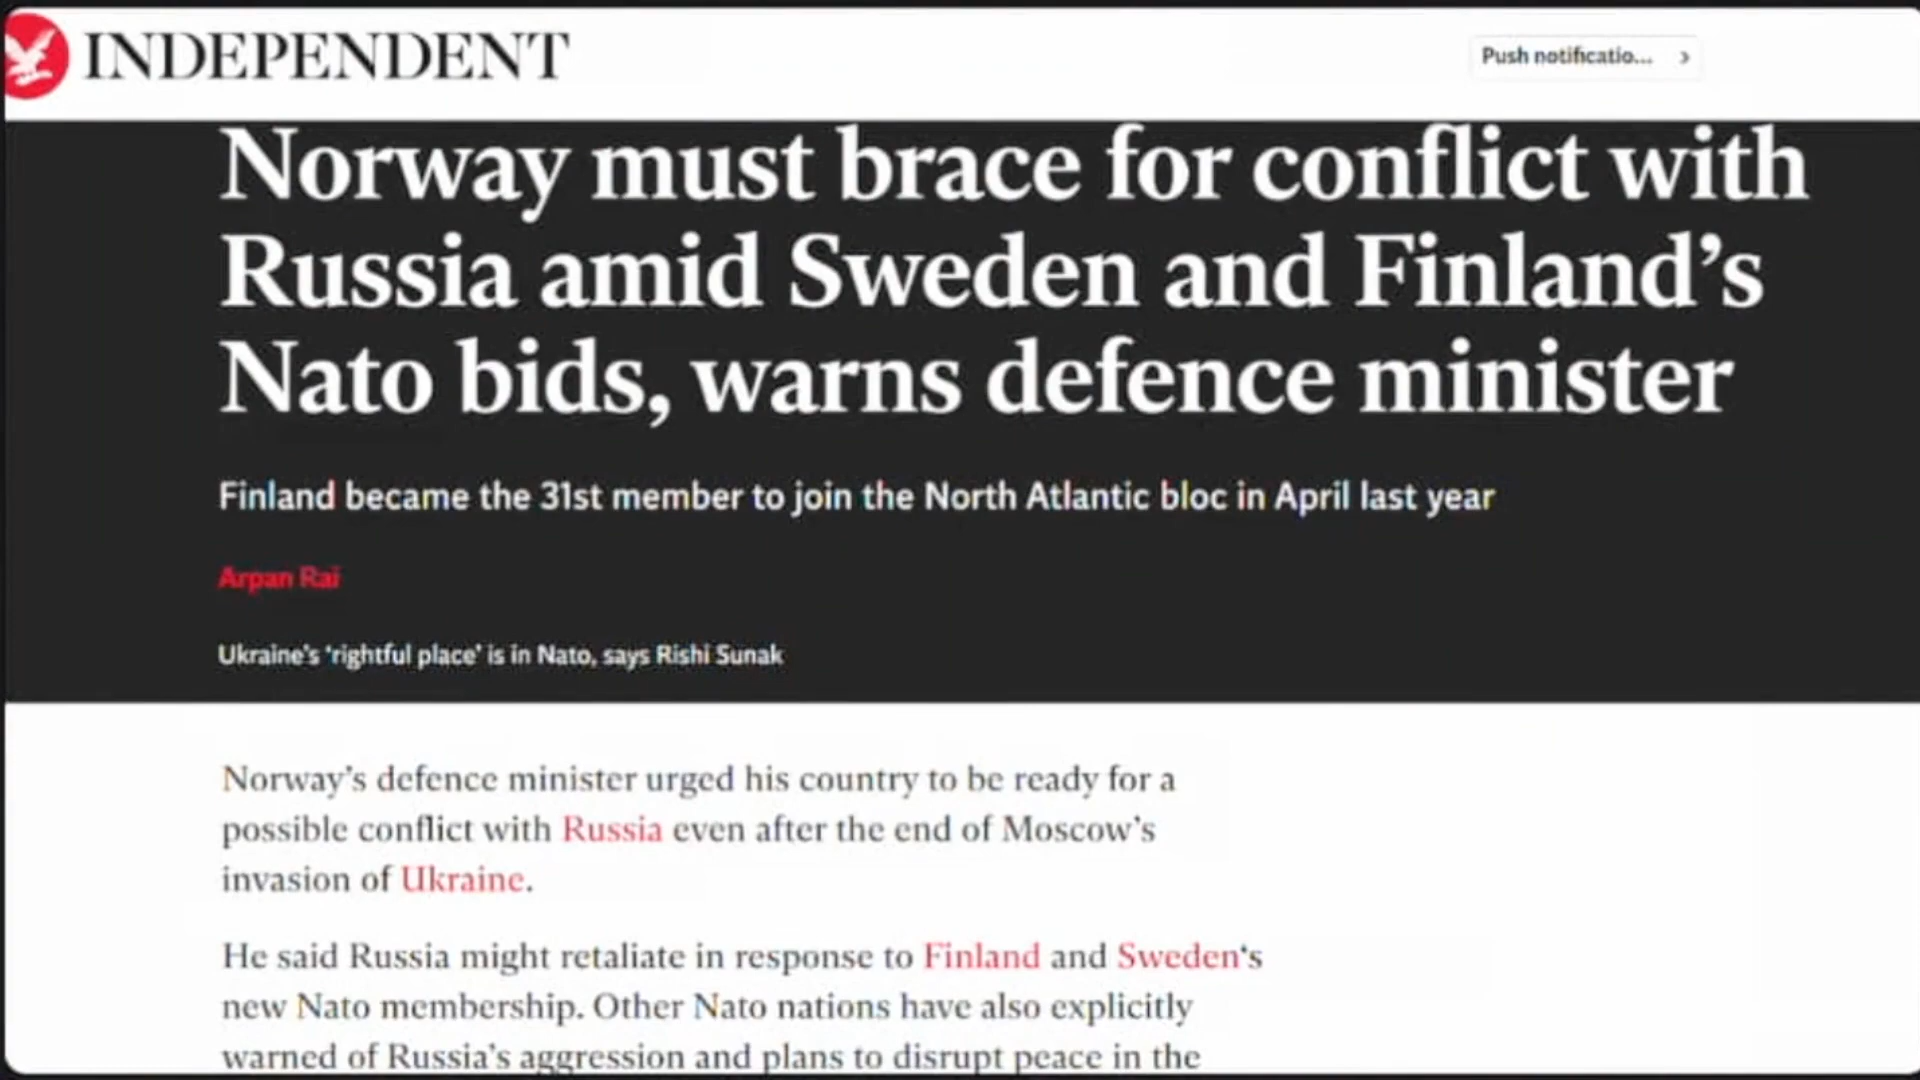 INDEPENDENT
Push notificatio...
Norway must brace for conflict with
Russia amid Sweden and Finland’s
Nato bids, warns defence minister
Finland became the 31st member to join the North Atlantic bloc in April last year
Arpan Rai
Ukraine’s ‘rightful place’ is in Nato, says Rishi Sunak
Norway’s defence minister urged his country to be ready for a
possible conflict with Russia even after the end of Moscow’s
invasion of Ukraine.
He said Russia might retaliate in response to Finland and Sweden‘s
new Nato membership. Other Nato nations have also explicitly
warned of Russia’s aggression and plans to disrupt peace in the